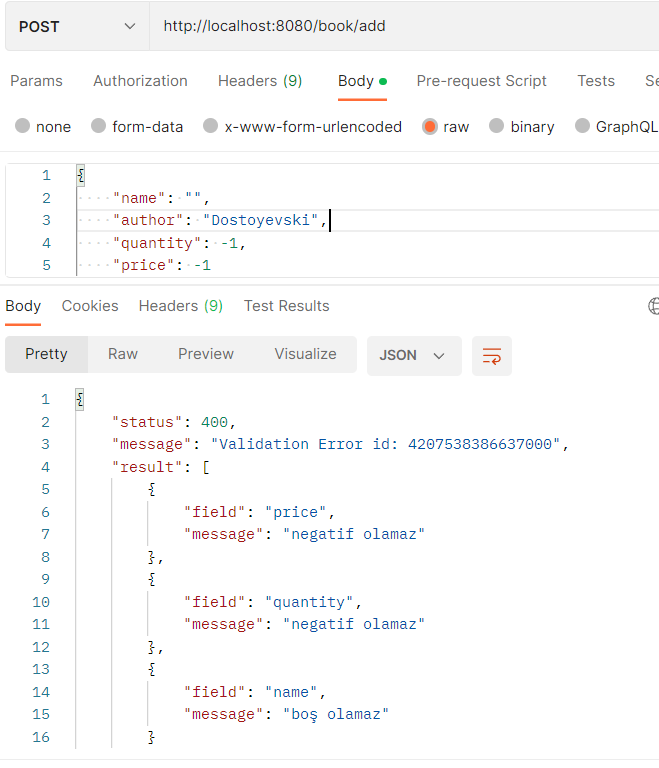 POST http://localhost:8080/book/add
Params Authorization Headers (9) Body Pre-request Script Tests Se
none form-data x-www-form-urlencoded raw binary GraphQL
1 {
2 "name": "",
3 "author": "Dostoyevski",
4 "quantity": -1,
5 "price": -1
Body Cookies Headers (9) Test Results
Pretty Raw Preview Visualize JSON
1 {
2 "status": 400,
3 "message": "Validation Error id: 4207538386637000",
4 "result": [
5 {
6 "field": "price",
7 "message": "negatif olamaz"
8 },
9 {
10 "field": "quantity",
11 "message": "negatif olamaz"
12 },
13 {
14 "field": "name",
15 "message": "boş olamaz"
16 }